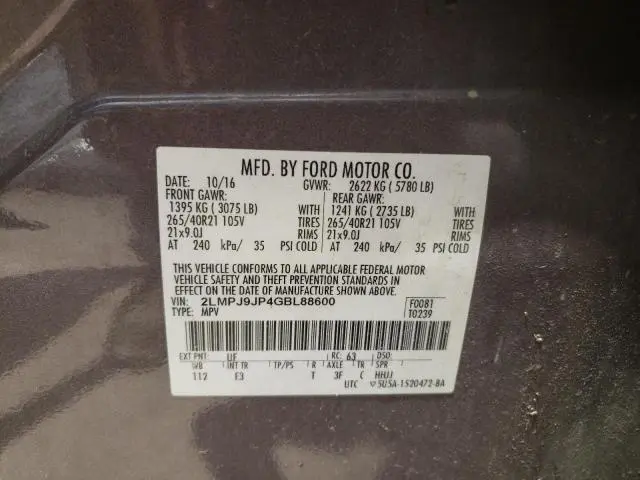 MFD. BY FORD MOTOR CO.
DATE: 10/16 GVWR: 2622 KG ( 5780 LB)
FRONT GAWR: REAR GAWR:
1395 KG ( 3075 LB) WITH 1241 KG ( 2735 LB) WITH
265/40R21 105V TIRES 265/40R21 105V TIRES
21x9.0J RIMS 21x9.0J RIMS
AT 240 kPa/ 35 PSI COLD AT 240 kPa/ 35 PSI COLD
THIS VEHICLE CONFORMS TO ALL APPLICABLE FEDERAL MOTOR
VEHICLE SAFETY AND THEFT PREVENTION STANDARDS IN
EFFECT ON THE DATE OF MANUFACTURE SHOWN ABOVE.
VIN: 2LMPJ9JP4GBL88600 F0081
TYPE: MPV T0239
EXT PNT: UF RC: 63 DSO:
WB INT TR TP/PS R AXLE TR SPR
112 E3 T 3F C HHJJ
UTC ▽5U5A-1520472-BA